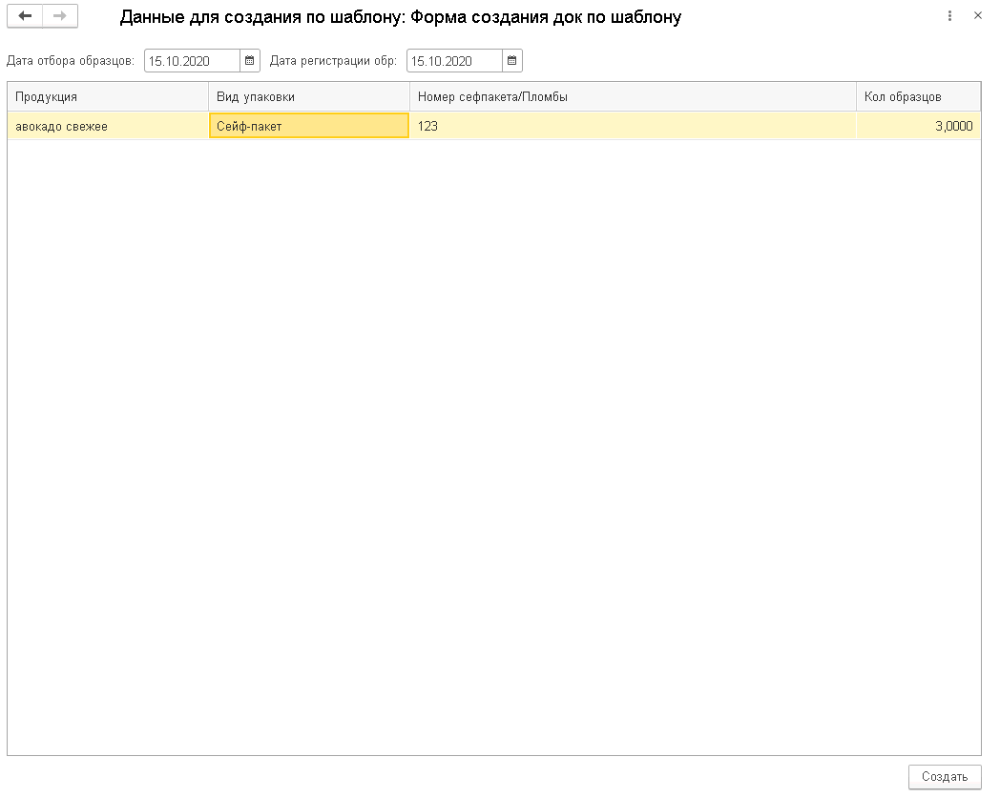 Данные для создания по шаблону: Форма создания док по шаблону
Дата отбора образцов: 15.10.2020 Дата регистрации обр: 15.10.2020
Продукция Вид упаковки Номер сефпакета/Пломбы Кол образцов
авокадо свежее Сейф-пакет 123 3,0000
Создать